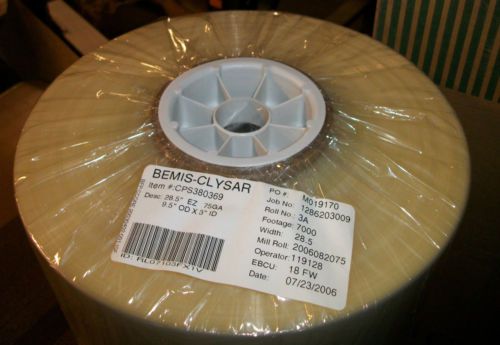 BEMIS-CLYSAR
Item #:CPS380369
Desc: 28.5" EZ 75GA
9.5" OD X 3" ID
PO #: M019170
Job No: 1286203009
Roll No: 3A
Footage: 7000
Width: 28.5
Mill Roll: 2006082075
Operator: 119128
EBCU: 18 FW
Date: 07/23/2006